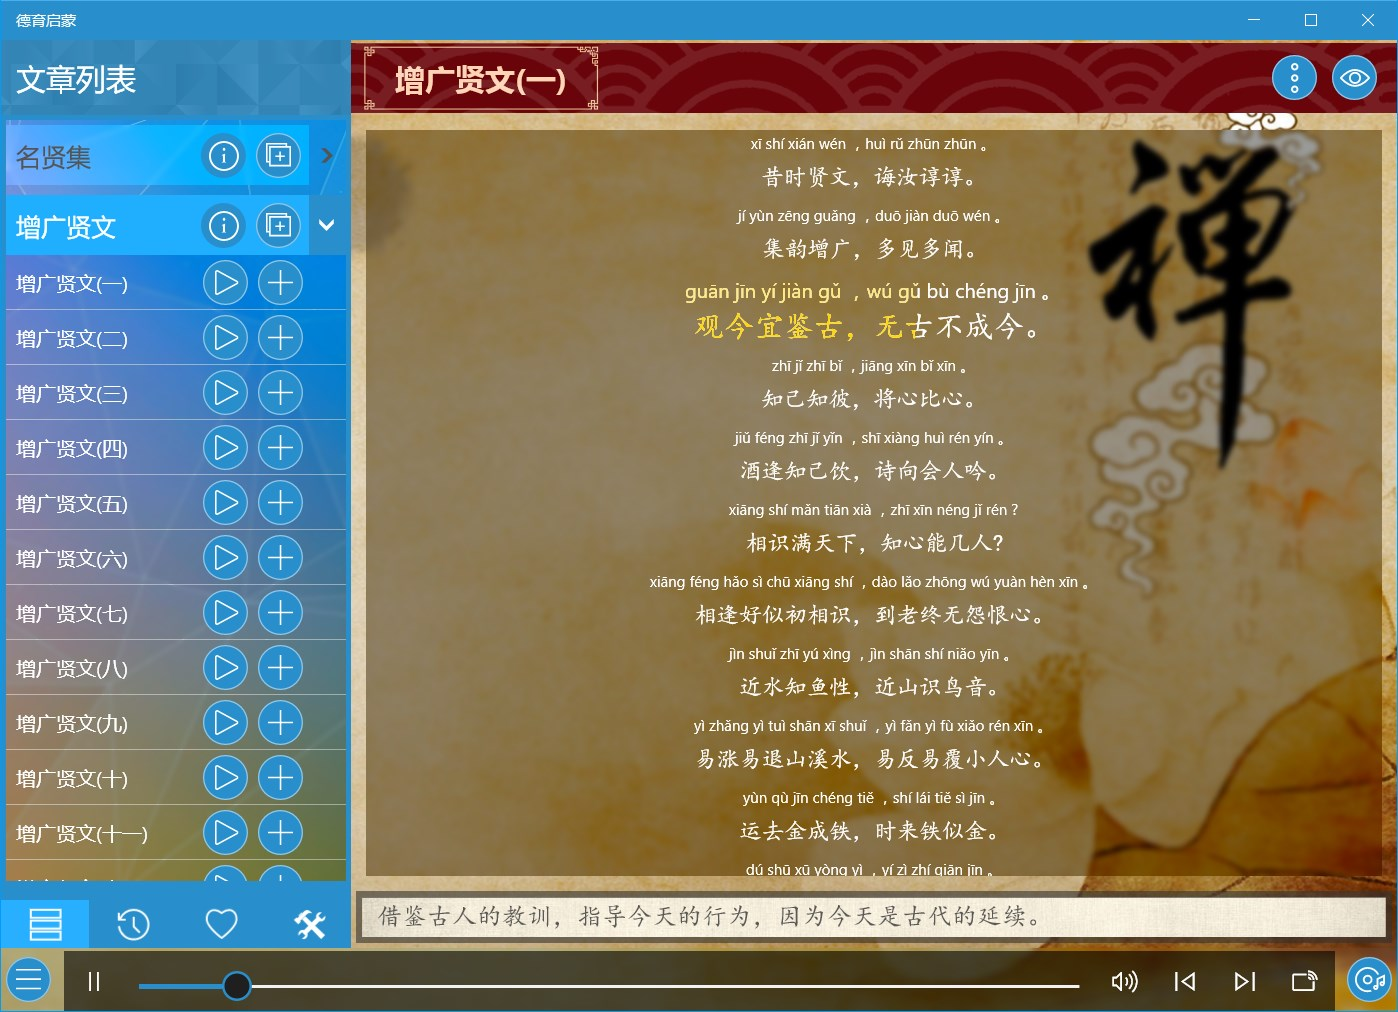 德育启蒙
文章列表
名贤集
增广贤文
增广贤文(一)
增广贤文(二)
增广贤文(三)
增广贤文(四)
增广贤文(五)
增广贤文(六)
增广贤文(七)
增广贤文(八)
增广贤文(九)
增广贤文(十)
增广贤文(十一)
增广贤文(一)
禅
xī shí xián wén ，huì rǔ zhūn zhūn 。
昔时贤文，诲汝谆谆。
jí yùn zēng guǎng ，duō jiàn duō wén 。
集韵增广，多见多闻。
guān jīn yí jiàn gǔ ，wú gǔ bù chéng jīn 。
观今宜鉴古，无古不成今。
zhī jǐ zhī bǐ ，jiāng xīn bǐ xīn 。
知己知彼，将心比心。
jiǔ féng zhī jǐ yǐn ，shī xiàng huì rén yín 。
酒逢知己饮，诗向会人吟。
xiāng shí mǎn tiān xià ，zhī xīn néng jǐ rén ?
相识满天下，知心能几人?
xiāng féng hǎo sì chū xiāng shí ，dào lǎo zhōng wú yuàn hèn xīn 。
相逢好似初相识，到老终无怨恨心。
jìn shuǐ zhī yú xìng ，jìn shān shí niǎo yīn 。
近水知鱼性，近山识鸟音。
yì zhǎng yì tuì shān xī shuǐ ，yì fǎn yì fù xiǎo rén xīn 。
易涨易退山溪水，易反易覆小人心。
yùn qù jīn chéng tiě ，shí lái tiě sì jīn 。
运去金成铁，时来铁似金。
dú shū xū yòng yì ，yí zì zhí qiān jīn 。
借鉴古人的教训，指导今天的行为，因为今天是古代的延续。